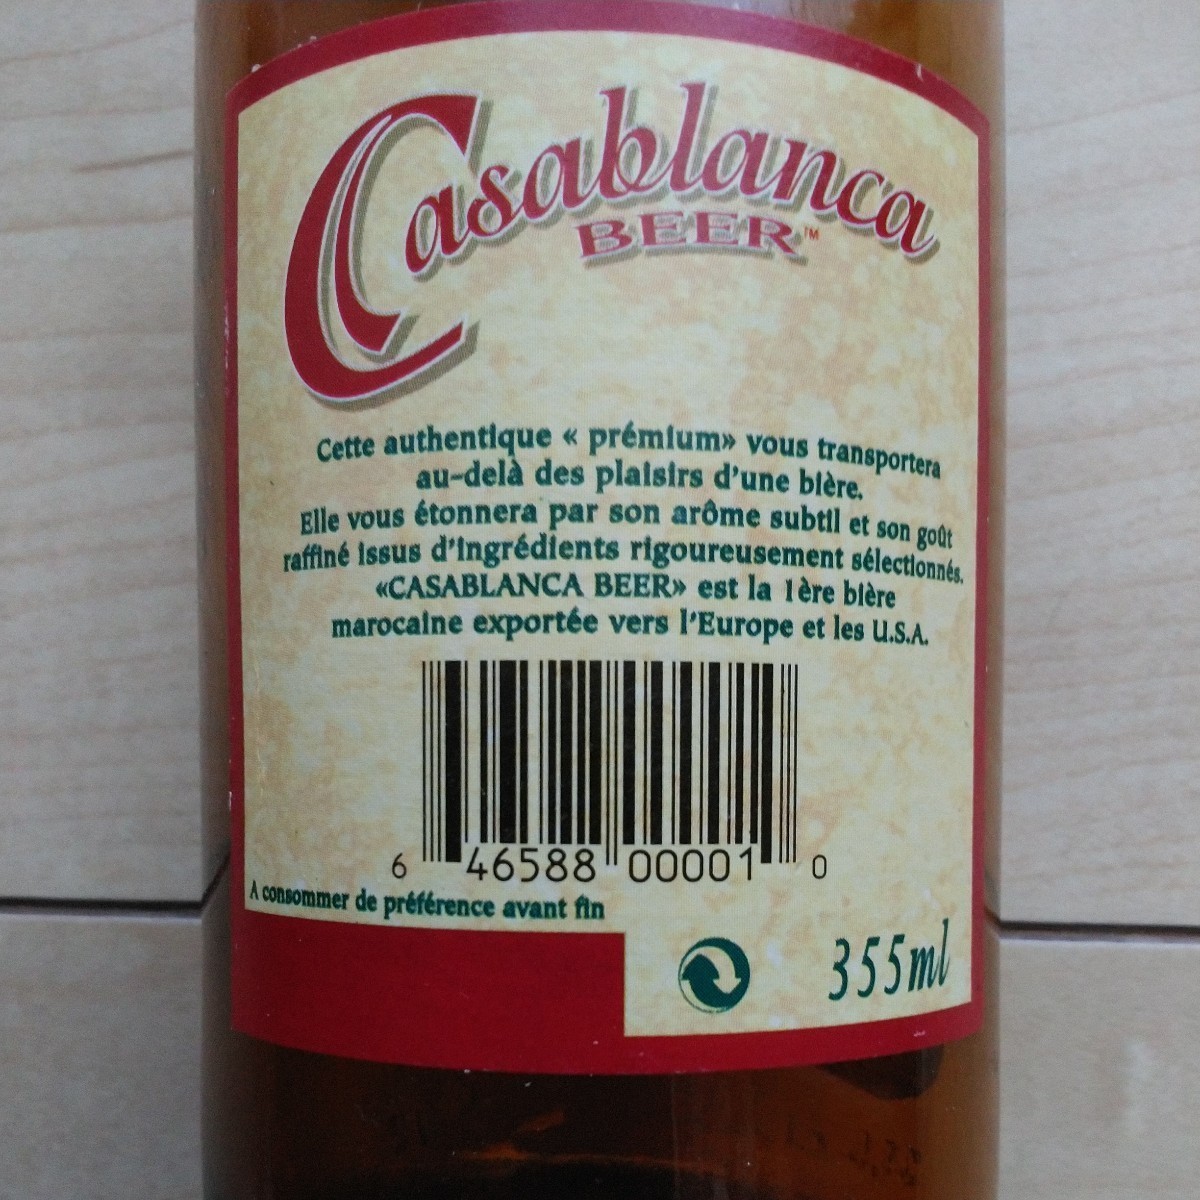 Casablanca
BEER™
Cette authentique « prémium» vous transportera
au-delà des plaisirs d'une bière.
Elle vous étonnera par son arôme subtil et son goût
raffiné issus d'ingrédients rigoureusement sélectionnés.
«CASABLANCA BEER» est la 1ère bière
marocaine exportée vers l'Europe et les U.S.A.
6 46588 00001 0
A consommer de préférence avant fin
355ml